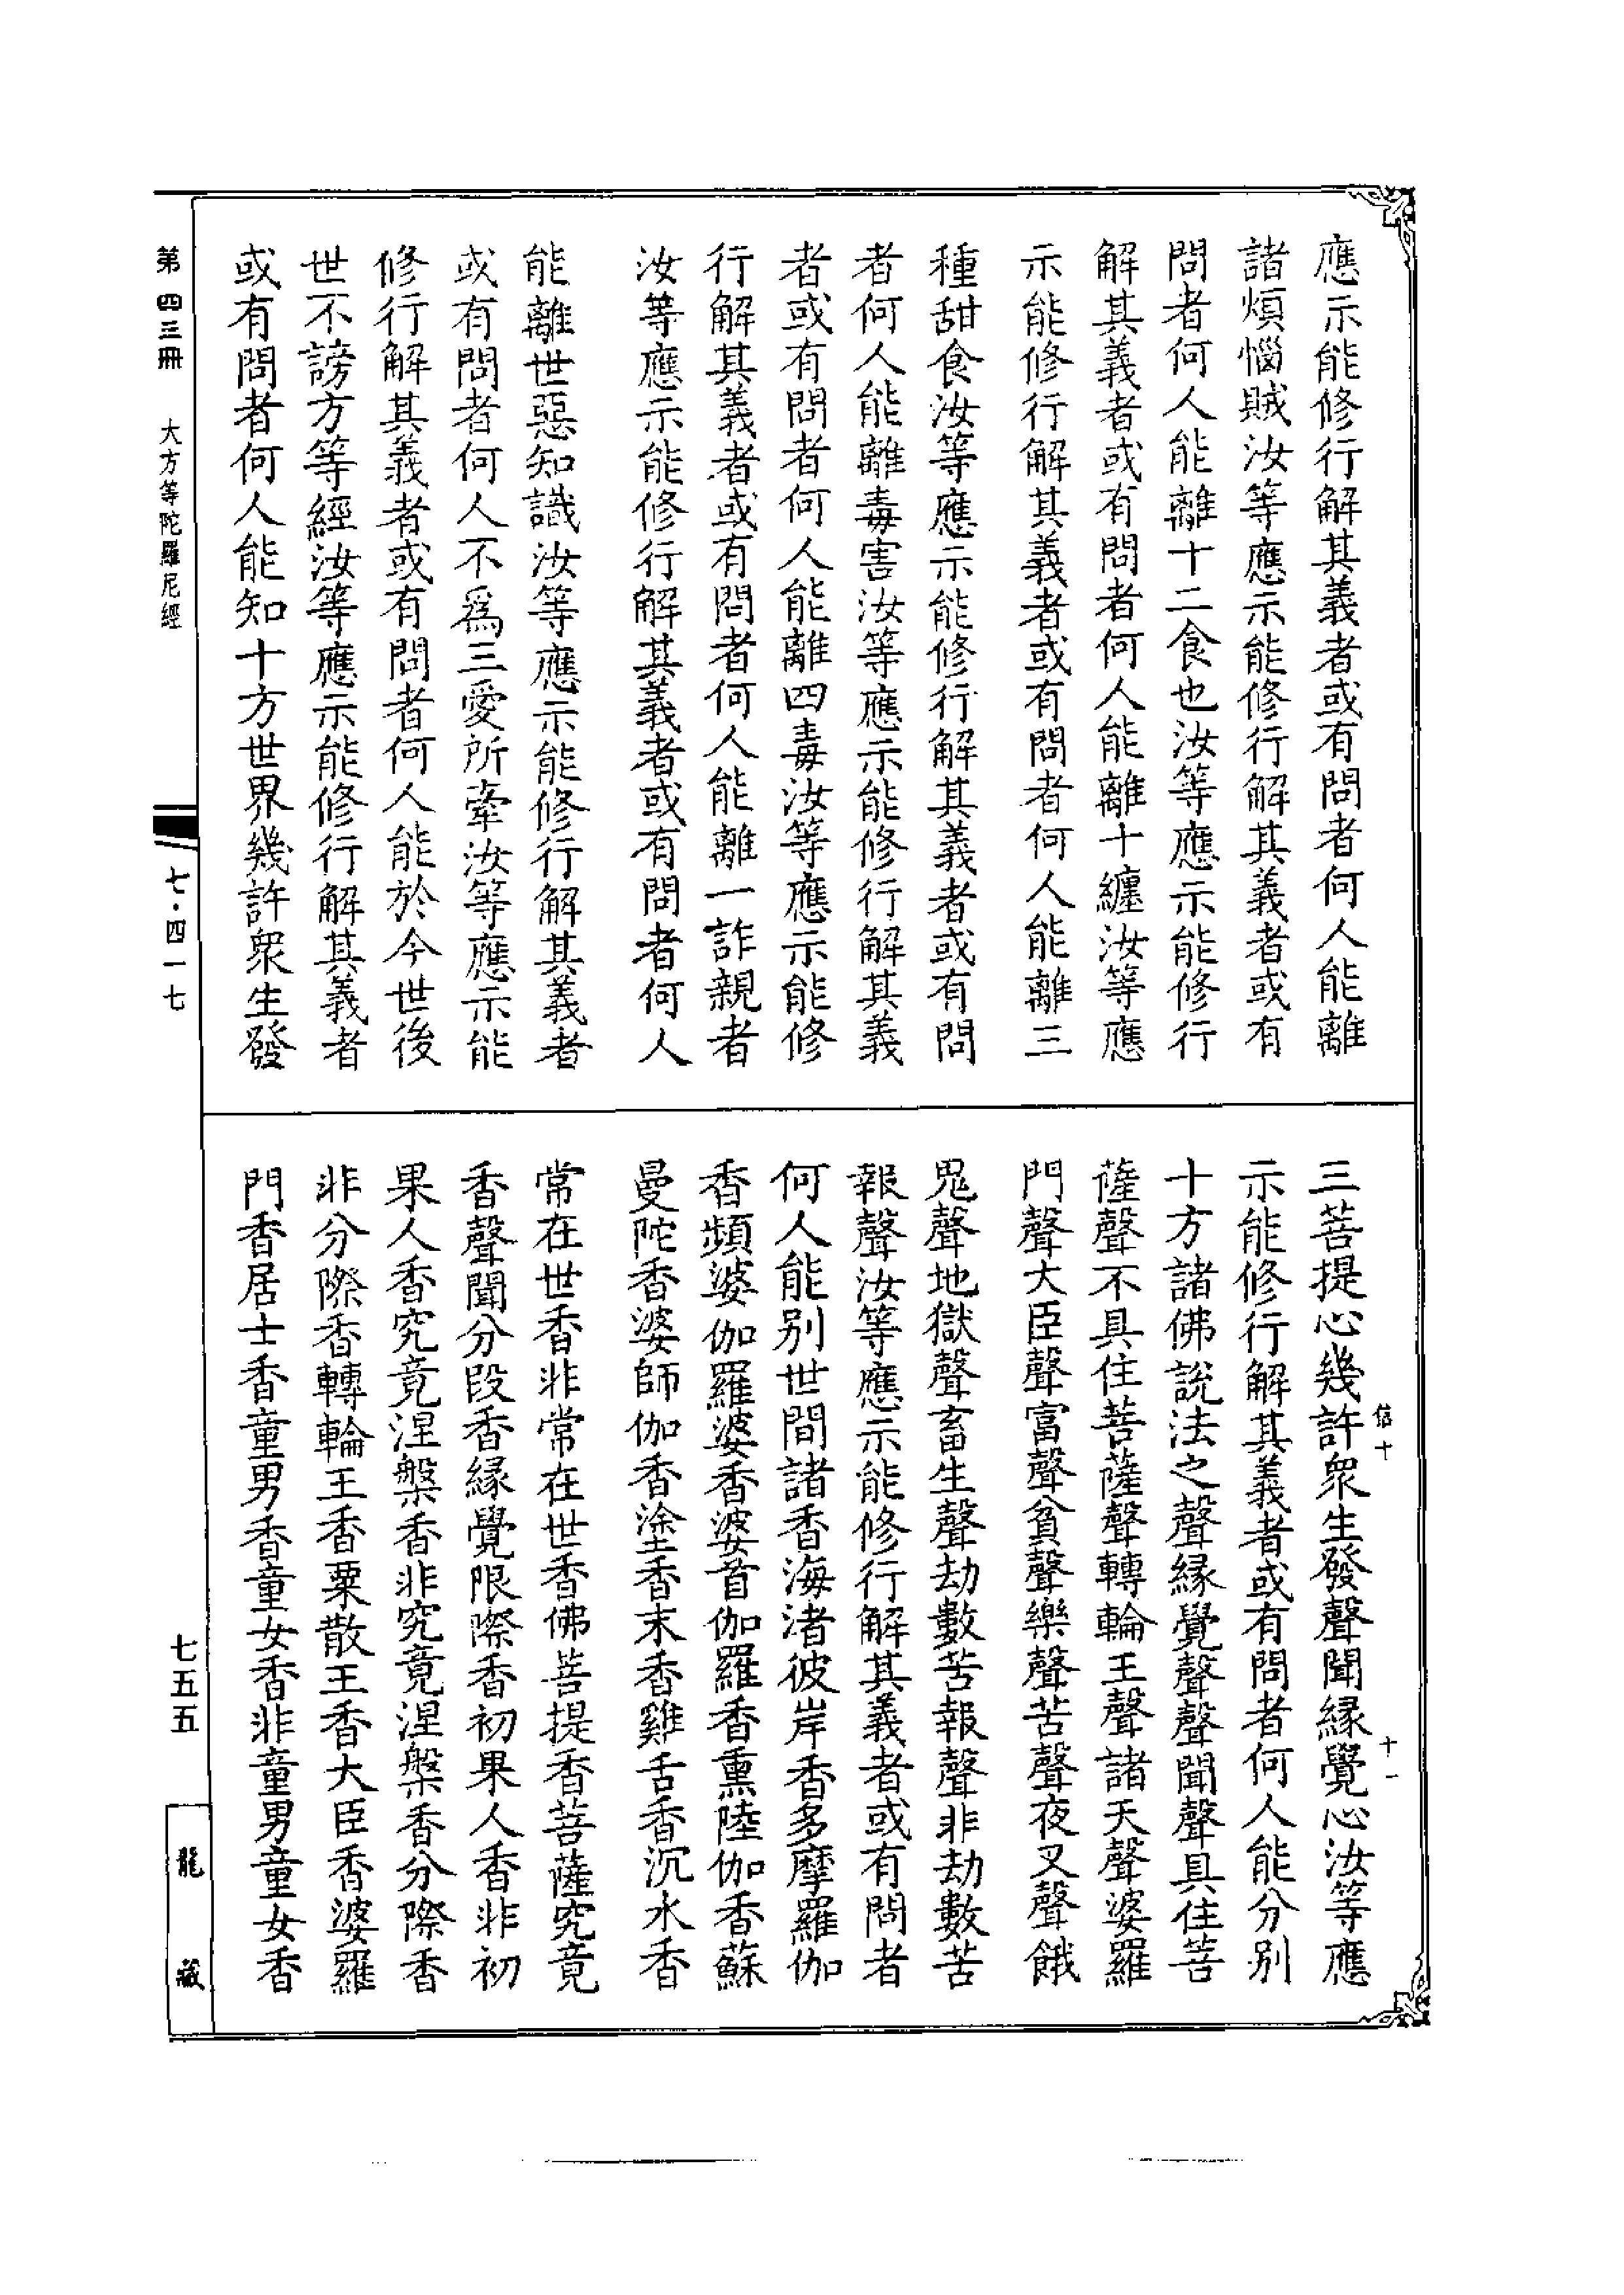 應示能修行解其義者或有問者何人能離
諸煩惱賊汝等應示能修行解其義者或有
問者何人能離十二食也汝等應示能修行
解其義者或有問者何人能離十纏汝等應
示能修行解其義者或有問者何人能離三
種甜食汝等應示能修行解其義者或有問
者何人能離毒害汝等應示能修行解其義
者或有問者何人能離四毒汝等應示能修
行解其義者或有問者何人能離一詐親者
汝等應示能修行解其義者或有問者何人
能離世惡知識汝等應示能修行解其義者
或有問者何人不為三愛所牽汝等應示能
修行解其義者或有問者何人能於今世後
世不謗方等經汝等應示能修行解其義者
或有問者何人能知十方世界幾許眾生發
三菩提心幾許眾生發聲聞緣覺心汝等應
示能修行解其義者或有問者何人能分別
十方諸佛說法之聲緣覺聲聲聞聲具住菩
薩聲不具住菩薩聲轉輪王聲諸天聲婆羅
門聲大臣聲富聲貧聲樂聲苦聲夜叉聲餓
鬼聲地獄聲畜生聲劫數苦報聲非劫數苦
報聲汝等應示能修行解其義者或有問者
何人能別世間諸香海渚彼岸香多摩羅伽
香頻婆伽羅婆香婆首伽羅香熏陸伽香蘇
曼陀香婆師伽香塗香末香雞舌香沉水香
常在世香非常在世香佛菩提香菩薩究竟
香聲聞分段香緣覺限際香初果人香非初
果人香究竟涅槃香非究竟涅槃香分際香
非分際香轉輪王香粟散王香大臣香婆羅
門香居士香童男香童女香非童男童女香
信十
十一
第四三冊
大方等陀羅尼經
七·四一七
七五五
龍藏